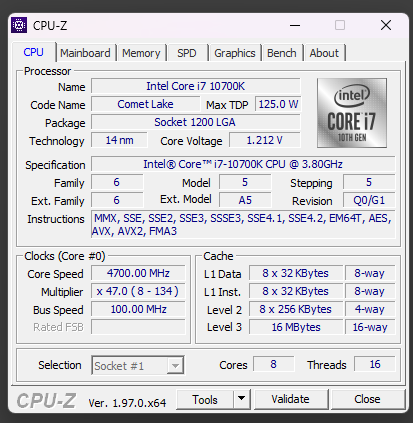 CPU-Z
CPU Mainboard Memory SPD Graphics Bench About
Processor
Name Intel Core i7 10700K
Code Name Comet Lake Max TDP 125.0 W
Package Socket 1200 LGA
Technology 14 nm Core Voltage 1.212 V
intel
CORE i7
10TH GEN
Specification Intel® Core™ i7-10700K CPU @ 3.80GHz
Family 6 Model 5 Stepping 5
Ext. Family 6 Ext. Model A5 Revision Q0/G1
Instructions MMX, SSE, SSE2, SSE3, SSSE3, SSE4.1, SSE4.2, EM64T, AES,
AVX, AVX2, FMA3
Clocks (Core #0)
Core Speed 4700.00 MHz
Multiplier x 47.0 ( 8 - 134 )
Bus Speed 100.00 MHz
Rated FSB
Cache
L1 Data 8 x 32 KBytes 8-way
L1 Inst. 8 x 32 KBytes 8-way
Level 2 8 x 256 KBytes 4-way
Level 3 16 MBytes 16-way
Selection Socket #1 Cores 8 Threads 16
CPU-Z Ver. 1.97.0.x64 Tools Validate Close